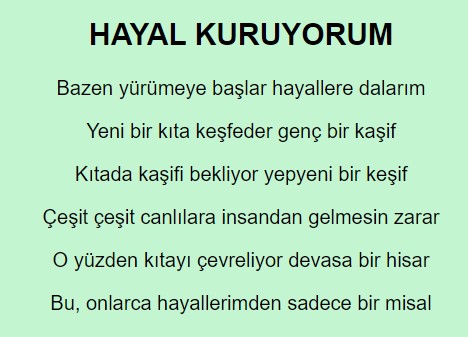 HAYAL KURUYORUM
Bazen yürümeye başlar hayallere dalarım
Yeni bir kıta keşfeder genç bir kaşif
Kıtada kaşifi bekliyor yepyeni bir keşif
Çeşit çeşit canlılara insandan gelmesin zarar
O yüzden kıtayı çevreliyor devasa bir hisar
Bu, onlarca hayallerimden sadece bir misal